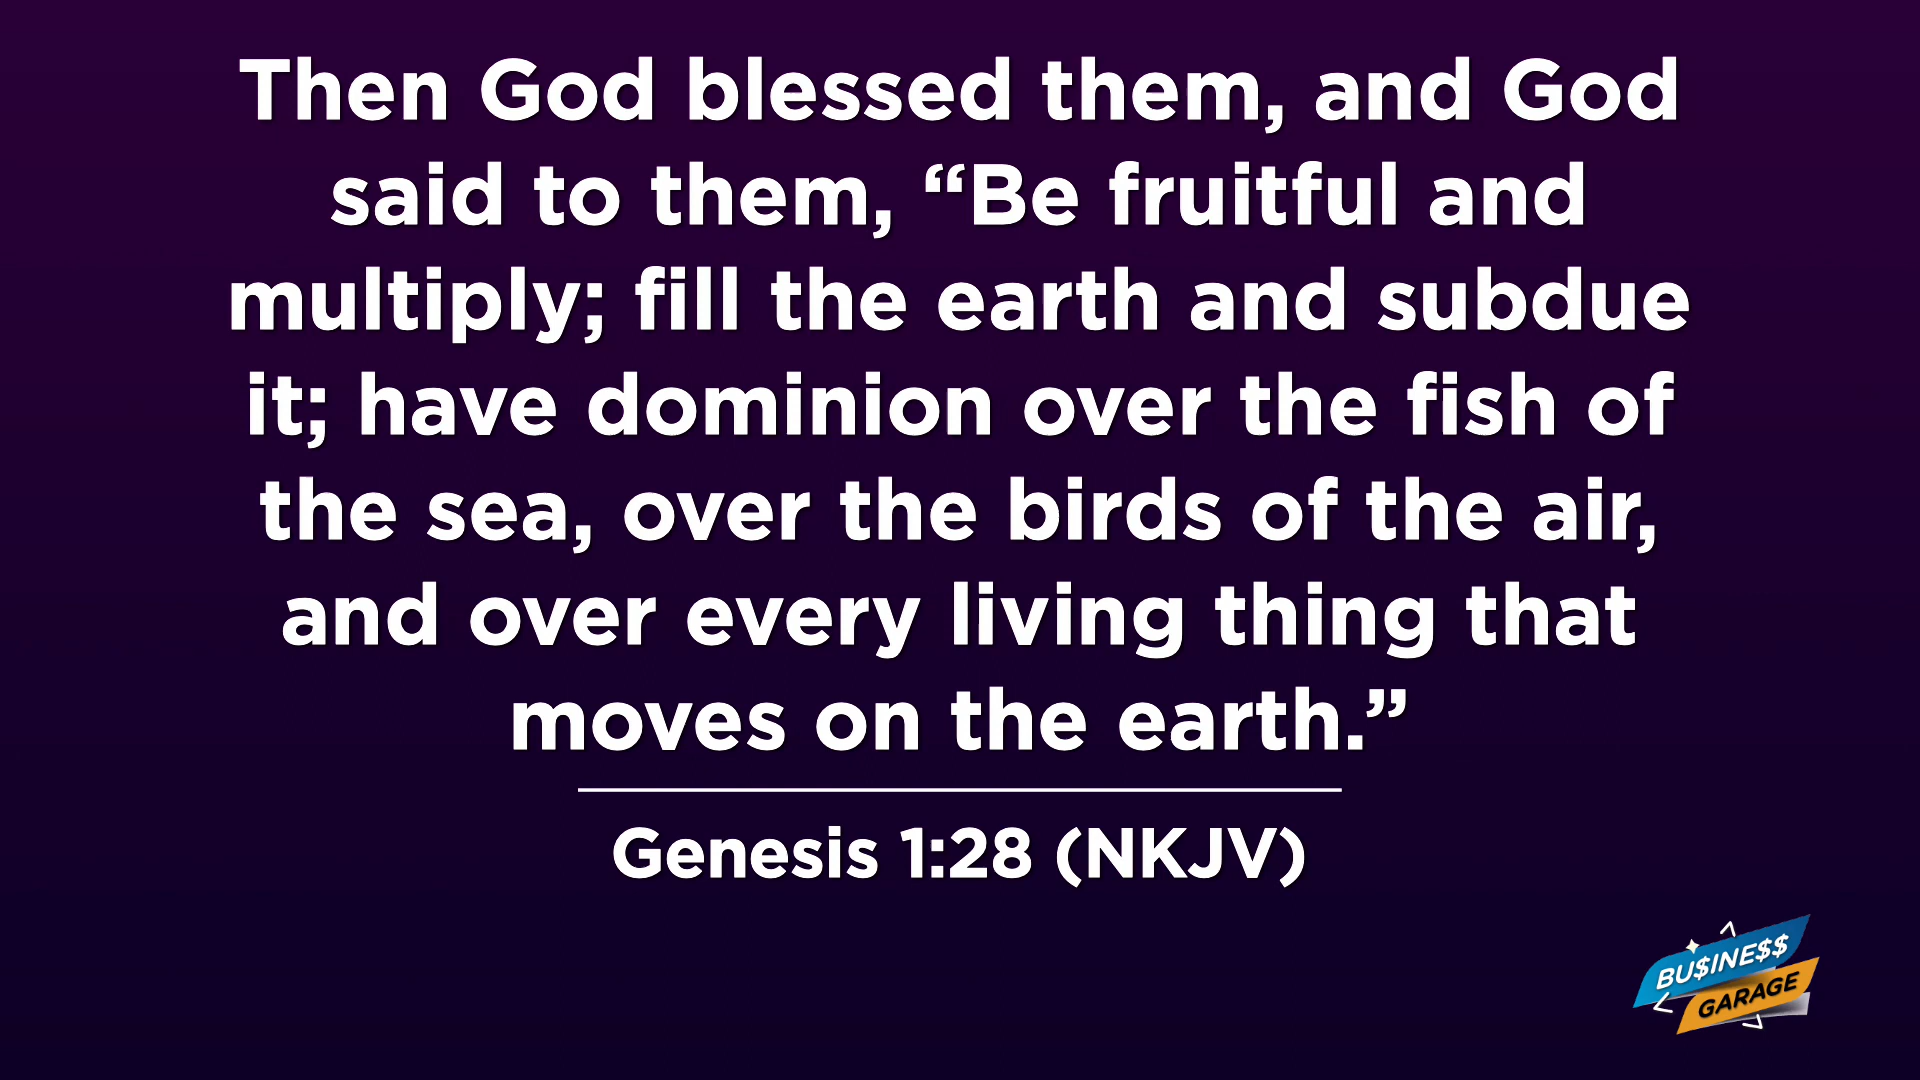 Then God blessed them, and God
said to them, “Be fruitful and
multiply; fill the earth and subdue
it; have dominion over the fish of
the sea, over the birds of the air,
and over every living thing that
moves on the earth.”
Genesis 1:28 (NKJV)
BU$INE$$
GARAGE